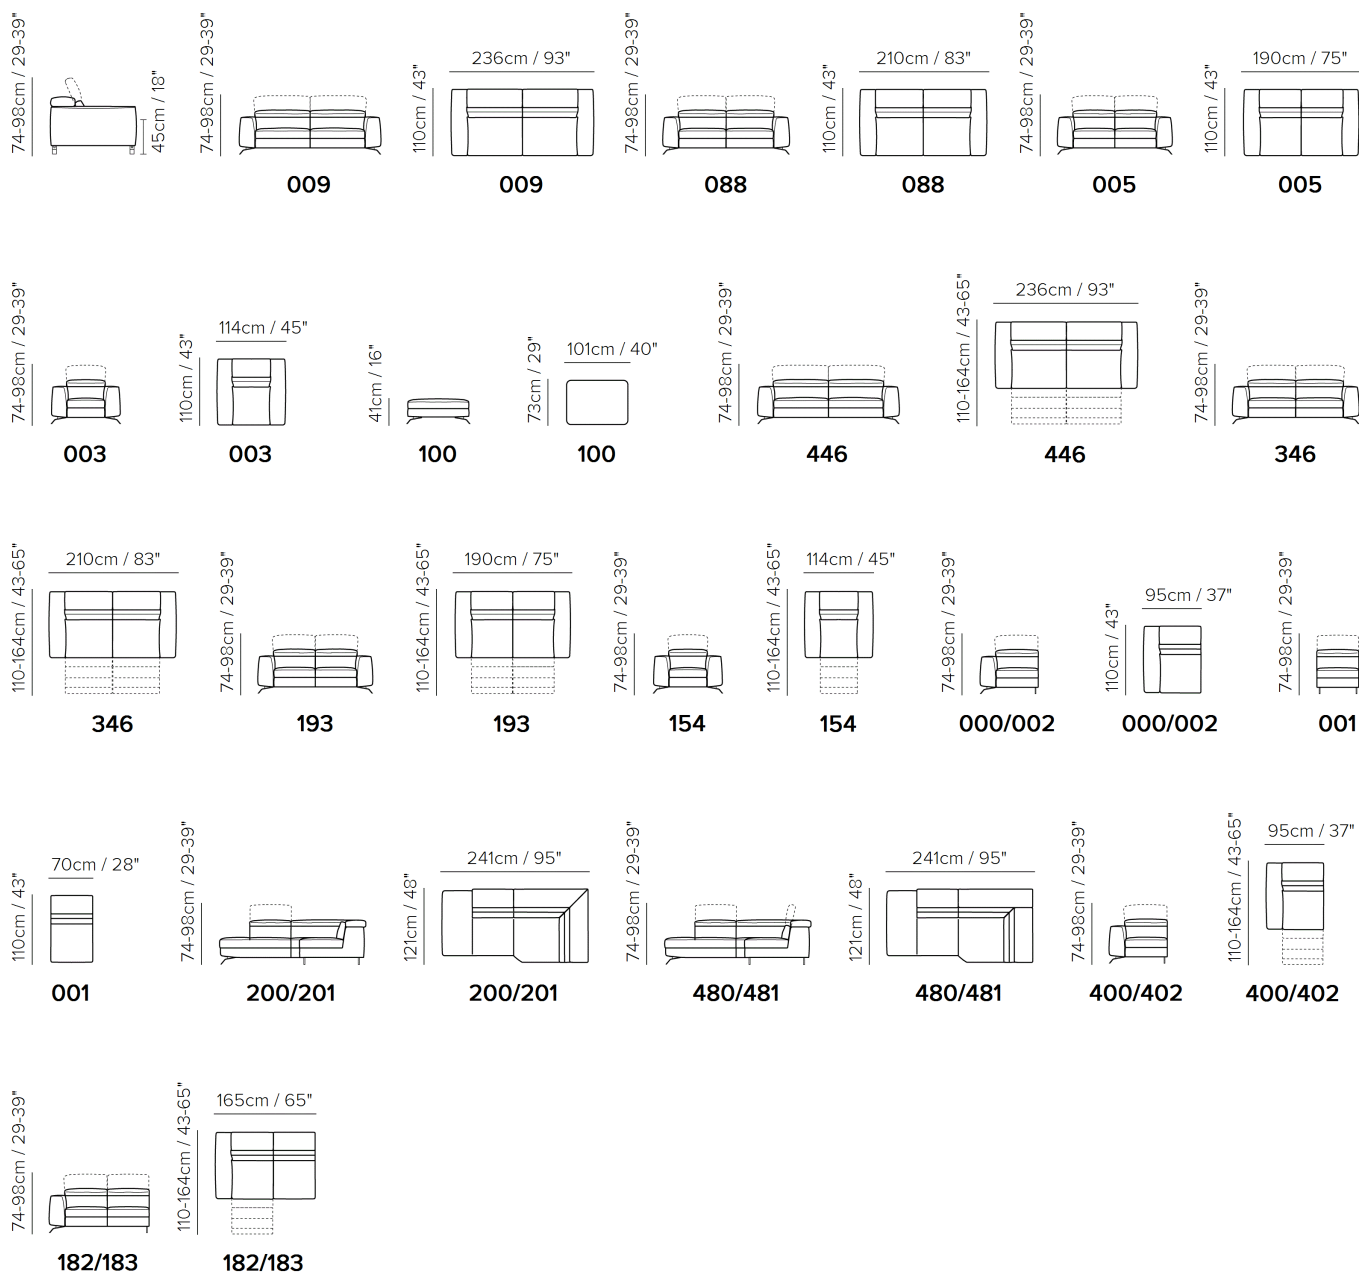 74-98cm / 29-39"
45cm / 18"
74-98cm / 29-39"
009
110cm / 43"
236cm / 93"
009
74-98cm / 29-39"
088
110cm / 43"
210cm / 83"
088
74-98cm / 29-39"
005
110cm / 43"
190cm / 75"
005
74-98cm / 29-39"
003
110cm / 43"
114cm / 45"
003
41cm / 16"
100
73cm / 29"
101cm / 40"
100
74-98cm / 29-39"
446
110-164cm / 43-65"
236cm / 93"
446
74-98cm / 29-39"
346
110-164cm / 43-65"
210cm / 83"
346
74-98cm / 29-39"
193
110-164cm / 43-65"
190cm / 75"
193
74-98cm / 29-39"
154
110-164cm / 43-65"
114cm / 45"
154
74-98cm / 29-39"
000/002
110cm / 43"
95cm / 37"
000/002
74-98cm / 29-39"
001
110cm / 43"
70cm / 28"
001
74-98cm / 29-39"
200/201
121cm / 48"
241cm / 95"
200/201
74-98cm / 29-39"
480/481
121cm / 48"
241cm / 95"
480/481
74-98cm / 29-39"
400/402
110-164cm / 43-65"
95cm / 37"
400/402
74-98cm / 29-39"
182/183
110-164cm / 43-65"
165cm / 65"
182/183